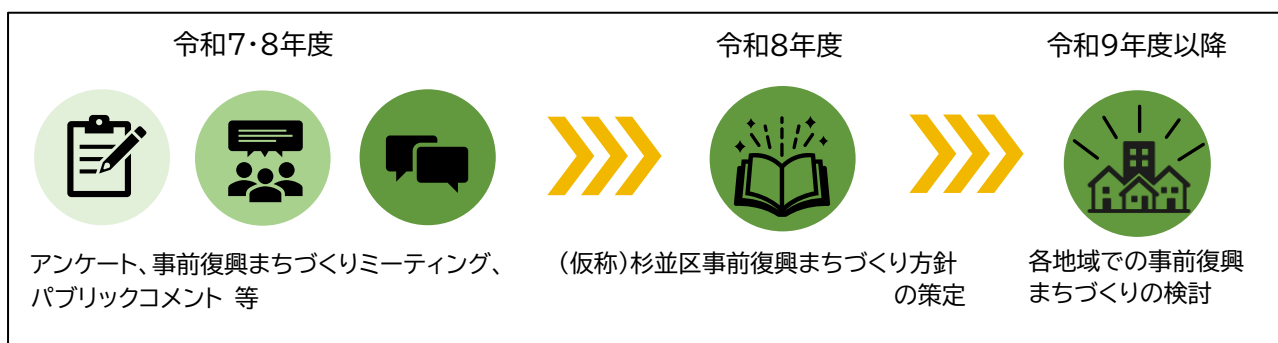 令和7・8年度
令和8年度
令和9年度以降
アンケート、事前復興まちづくりミーティング、
パブリックコメント 等
(仮称)杉並区事前復興まちづくり方針
の策定
各地域での事前復興
まちづくりの検討